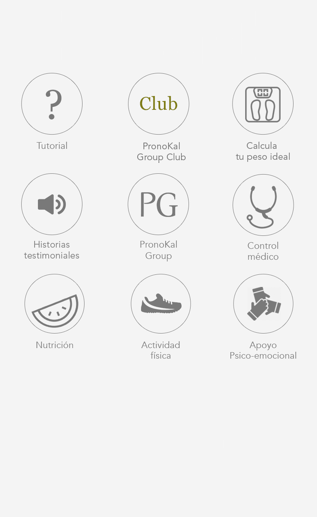 ?
Club
Tutorial
PronoKal
Group Club
Calcula
tu peso ideal
PG
Historias
testimoniales
PronoKal
Group
Control
médico
Nutrición
Actividad
física
Apoyo
Psico-emocional